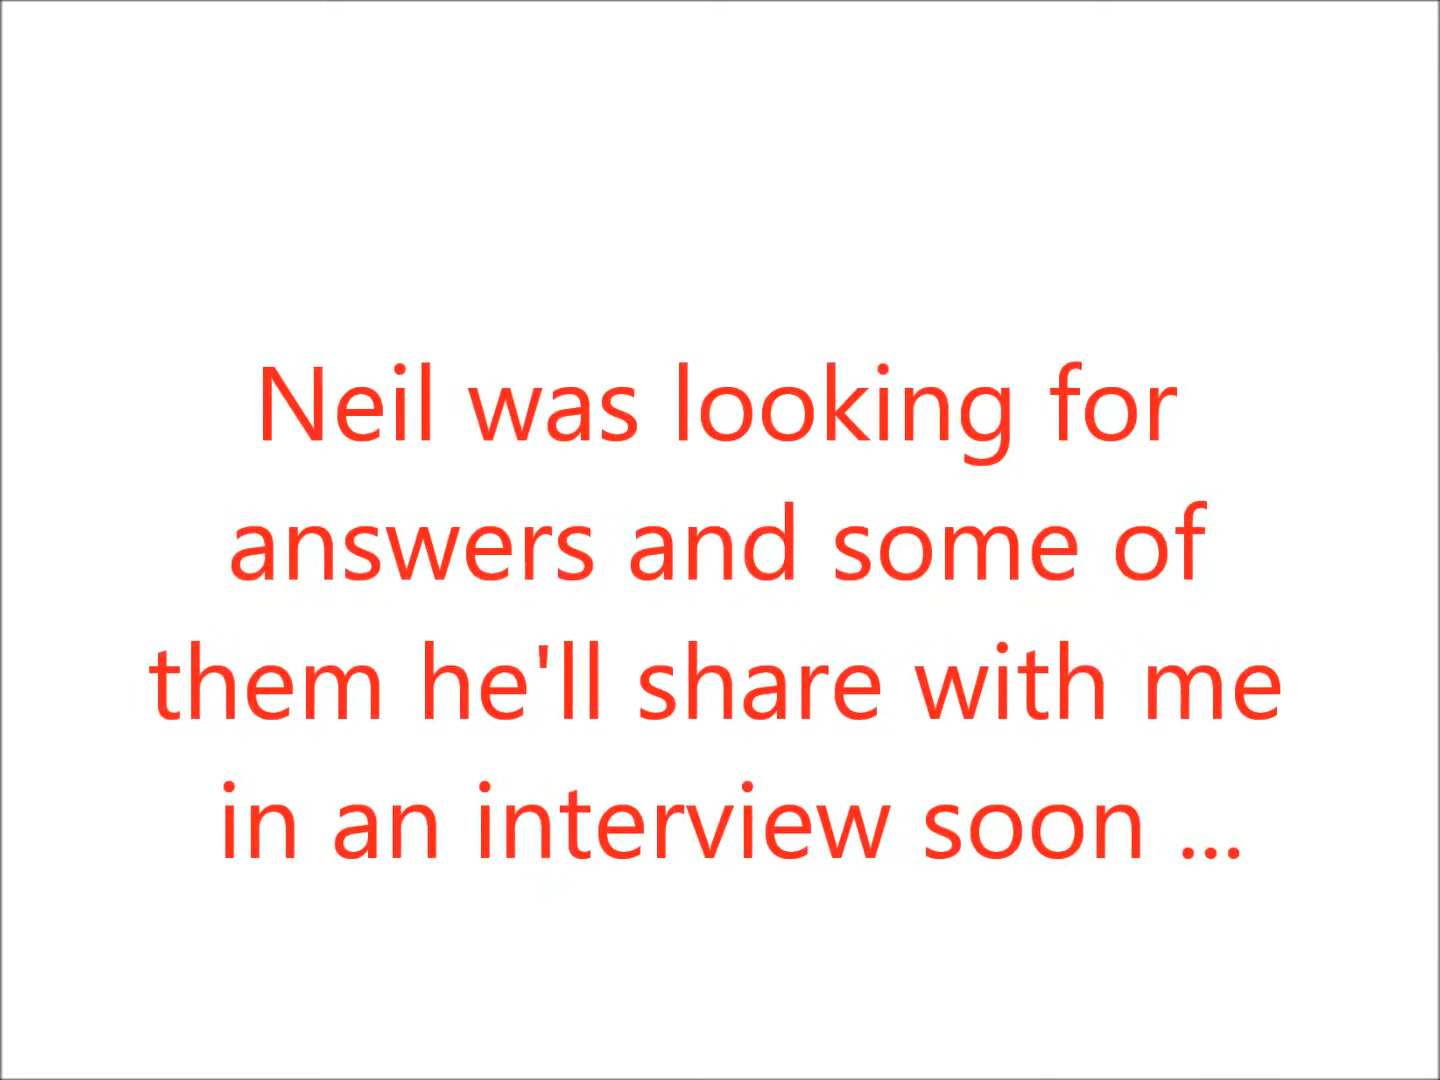 Neil was looking for
answers and some of
them he'll share with me
in an interview soon ...